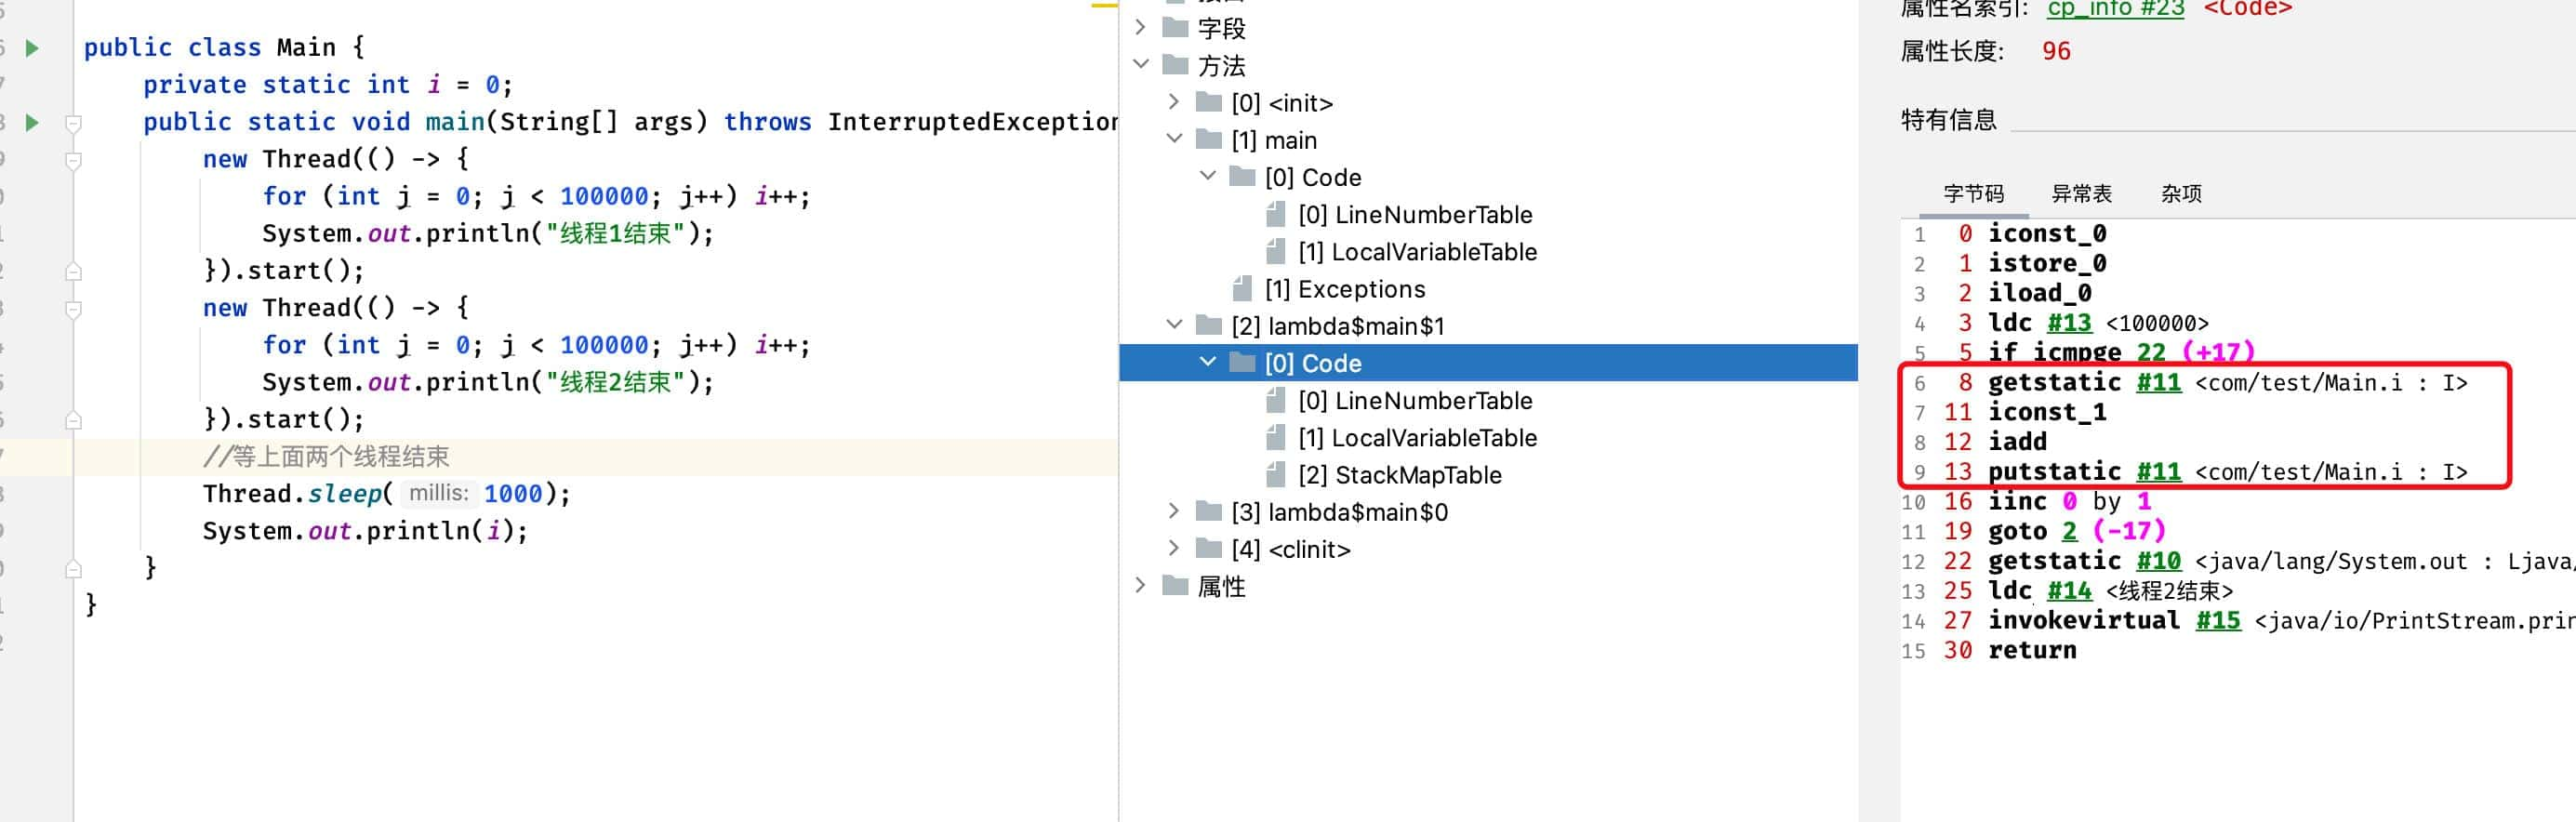 public class Main {
private static int i = 0;
public static void main(String[] args) throws InterruptedException
new Thread(() -> {
for (int j = 0; j < 100000; j++) i++;
System.out.println("线程1结束");
}).start();
new Thread(() -> {
for (int j = 0; j < 100000; j++) i++;
System.out.println("线程2结束");
}).start();
//等上面两个线程结束
Thread.sleep( millis: 1000);
System.out.println(i);
}
}
字段
方法
[0] <init>
[1] main
[0] Code
[0] LineNumberTable
[1] LocalVariableTable
[1] Exceptions
[2] lambda$main$1
[0] Code
[0] LineNumberTable
[1] LocalVariableTable
[2] StackMapTable
[3] lambda$main$0
[4] <clinit>
属性
属性名索引: cp_info #23 <Code>
属性长度: 96
特有信息
字节码 异常表 杂项
1 0 iconst_0
2 1 istore_0
3 2 iload_0
4 3 ldc #13 <100000>
5 5 if_icmpge 22 (+17)
6 8 getstatic #11 <com/test/Main.i : I>
7 11 iconst_1
8 12 iadd
9 13 putstatic #11 <com/test/Main.i : I>
10 16 iinc 0 by 1
11 19 goto 2 (-17)
12 22 getstatic #10 <java/lang/System.out : Ljava/
13 25 ldc #14 <线程2结束>
14 27 invokevirtual #15 <java/io/PrintStream.prin
15 30 return